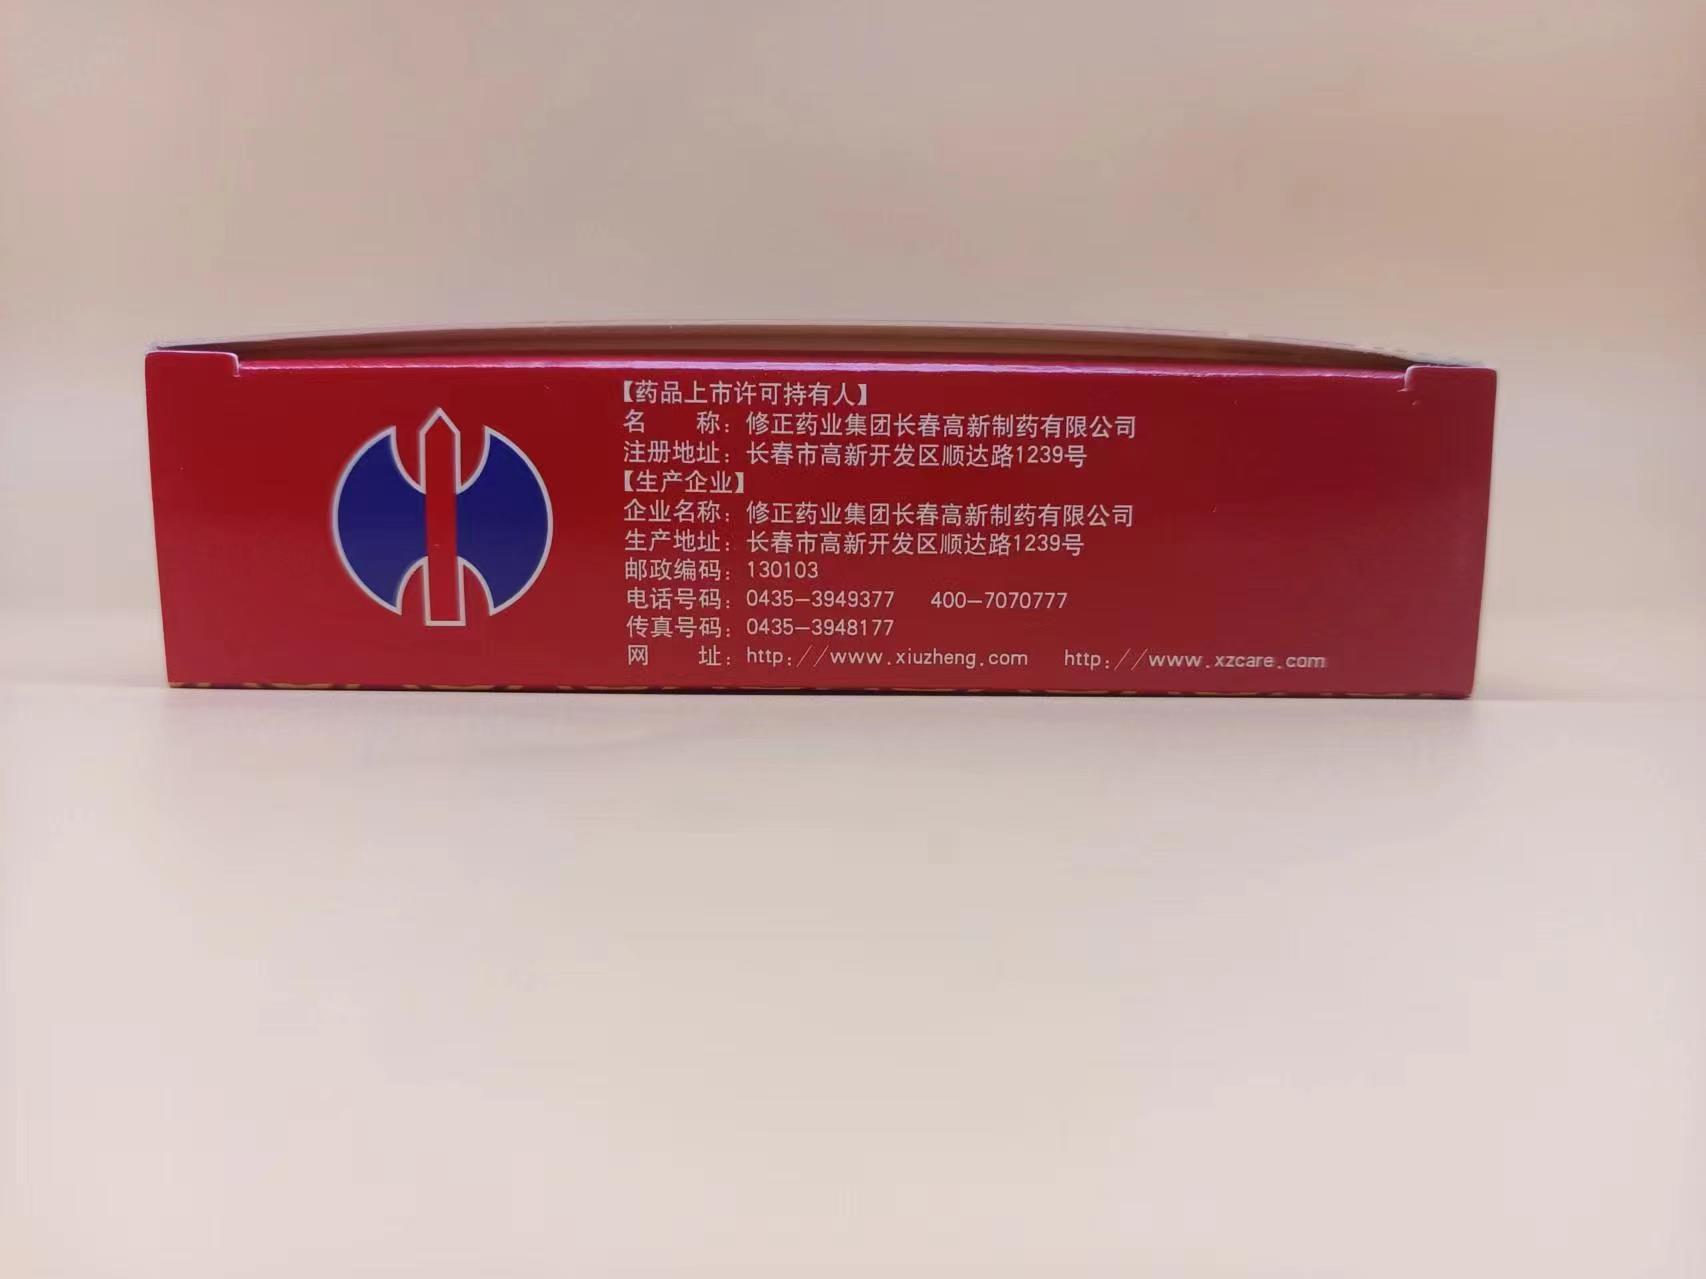 【药品上市许可持有人】
名　　称：修正药业集团长春高新制药有限公司
注册地址：长春市高新开发区顺达路1239号
【生产企业】
企业名称：修正药业集团长春高新制药有限公司
生产地址：长春市高新开发区顺达路1239号
邮政编码：130103
电话号码：0435-3949377　400-7070777
传真号码：0435-3948177
网　　址：http://www.xiuzheng.com　http://www.xzcare.com